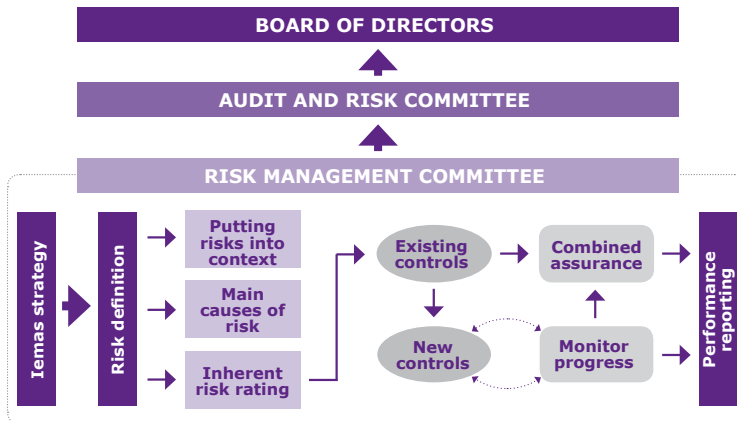 BOARD OF DIRECTORS
AUDIT AND RISK COMMITTEE
RISK MANAGEMENT COMMITTEE
Iemas strategy
Risk definition
Putting
risks into
context
Main
causes of
risk
Inherent
risk rating
Existing
controls
New
controls
Combined
assurance
Monitor
progress
Performance
reporting